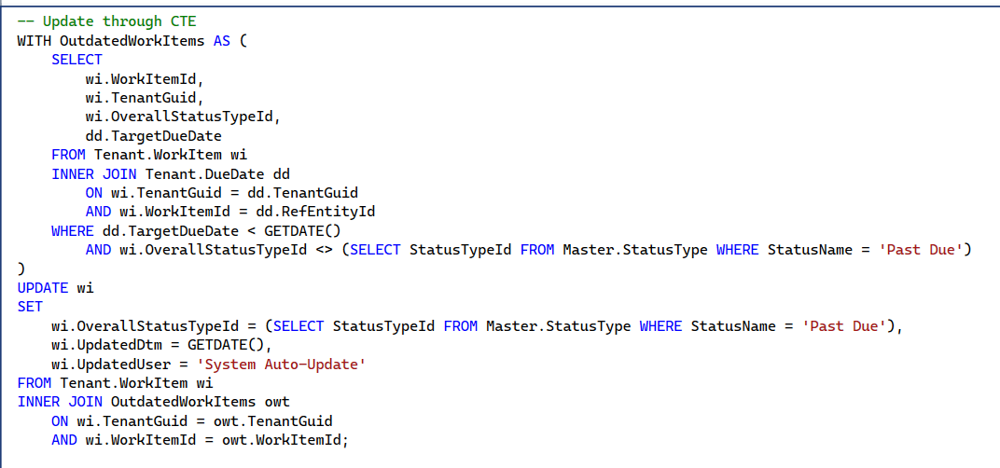 -- Update through CTE
WITH OutdatedWorkItems AS (
    SELECT
        wi.WorkItemId,
        wi.TenantGuid,
        wi.OverallStatusTypeId,
        dd.TargetDueDate
    FROM Tenant.WorkItem wi
    INNER JOIN Tenant.DueDate dd
        ON wi.TenantGuid = dd.TenantGuid
        AND wi.WorkItemId = dd.RefEntityId
    WHERE dd.TargetDueDate < GETDATE()
        AND wi.OverallStatusTypeId <> (SELECT StatusTypeId FROM Master.StatusType WHERE StatusName = 'Past Due')
)
UPDATE wi
SET
    wi.OverallStatusTypeId = (SELECT StatusTypeId FROM Master.StatusType WHERE StatusName = 'Past Due'),
    wi.UpdatedDtm = GETDATE(),
    wi.UpdatedUser = 'System Auto-Update'
FROM Tenant.WorkItem wi
INNER JOIN OutdatedWorkItems owt
    ON wi.TenantGuid = owt.TenantGuid
    AND wi.WorkItemId = owt.WorkItemId;